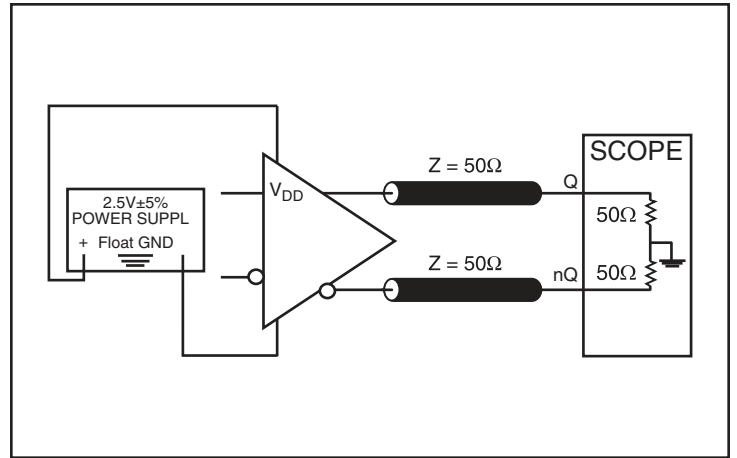 2.5V±5%
POWER SUPPL
+ Float GND
V_DD
Z = 50Ω
Q
Z = 50Ω
nQ
SCOPE
50Ω
50Ω